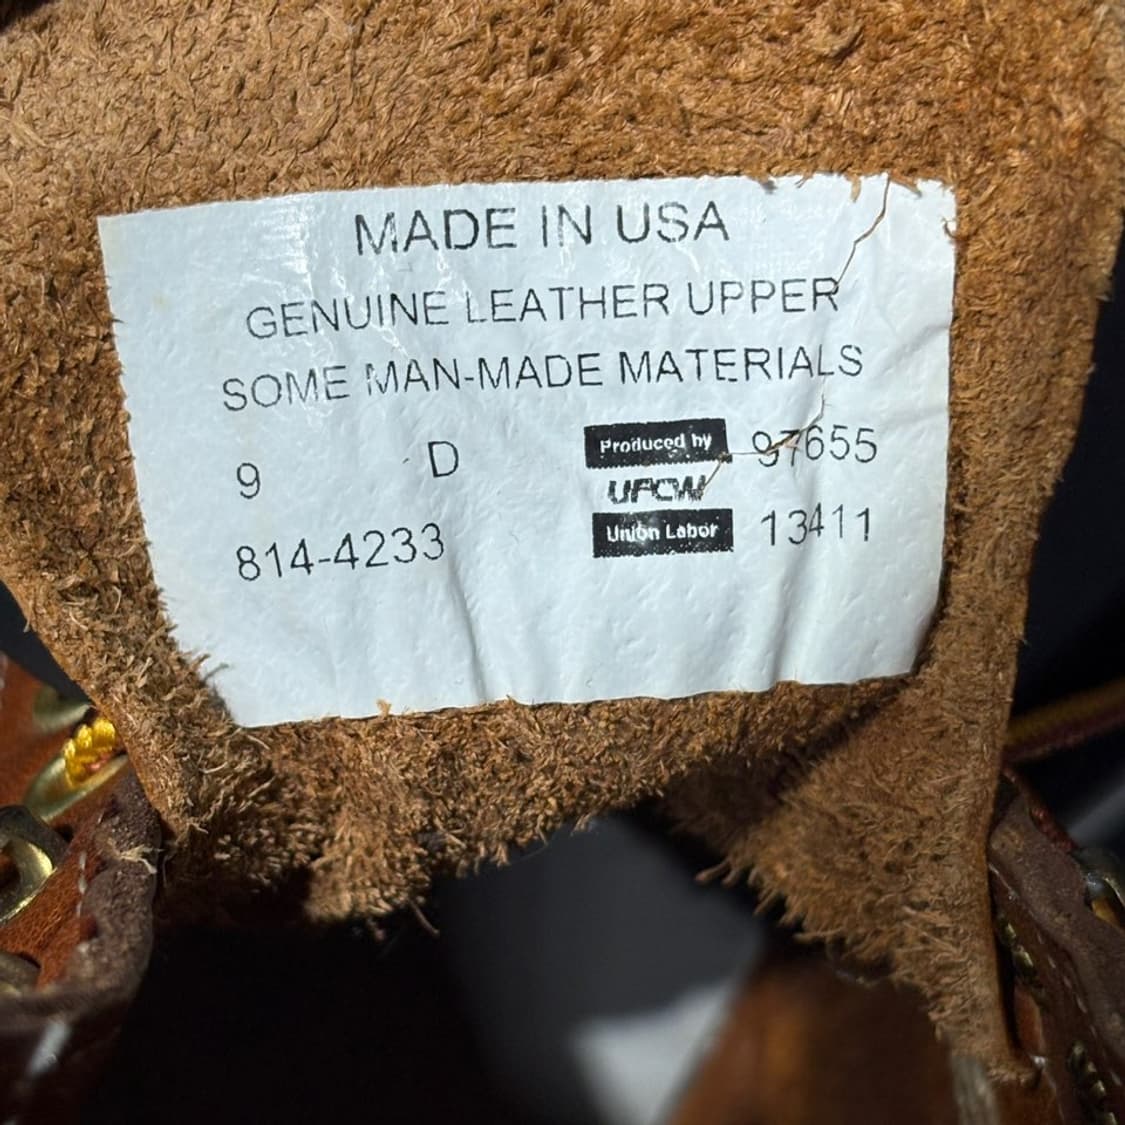 MADE IN USA
GENUINE LEATHER UPPER
SOME MAN-MADE MATERIALS
9 D Produced by 97655
UFCW
814-4233 Union Labor 13411